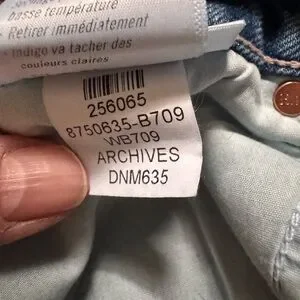 basse température
• Retirer immédiatement
• Indigo va tacher des
couleurs claires
256065
8750635-B709
WB709
ARCHIVES
DNM635